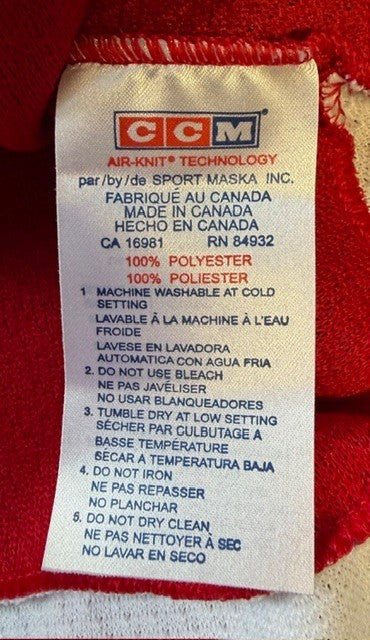 CCM
AIR-KNIT® TECHNOLOGY
par/by/de SPORT MASKA INC.
FABRIQUÉ AU CANADA
MADE IN CANADA
HECHO EN CANADA
CA 16981 RN 84932
100% POLYESTER
100% POLIESTER
1 MACHINE WASHABLE AT COLD
SETTING
LAVABLE À LA MACHINE À L'EAU
FROIDE
LAVESE EN LAVADORA
AUTOMATICA CON AGUA FRIA
2. DO NOT USE BLEACH
NE PAS JAVÉLISER
NO USAR BLANQUEADORES
3. TUMBLE DRY AT LOW SETTING
SÉCHER PAR CULBUTAGE À
BASSE TEMPÉRATURE
SECAR A TEMPERATURA BAJA
4. DO NOT IRON
NE PAS REPASSER
NO PLANCHAR
5. DO NOT DRY CLEAN
NE PAS NETTOYER À SEC
NO LAVAR EN SECO